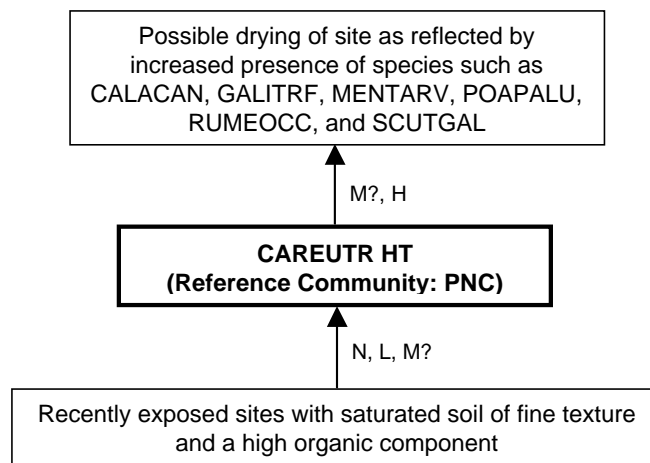 Possible drying of site as reflected by
increased presence of species such as
CALACAN, GALITRF, MENTARV, POAPALU,
RUMEOCC, and SCUTGAL
M?, H
CAREUTR HT
(Reference Community: PNC)
N, L, M?
Recently exposed sites with saturated soil of fine texture
and a high organic component